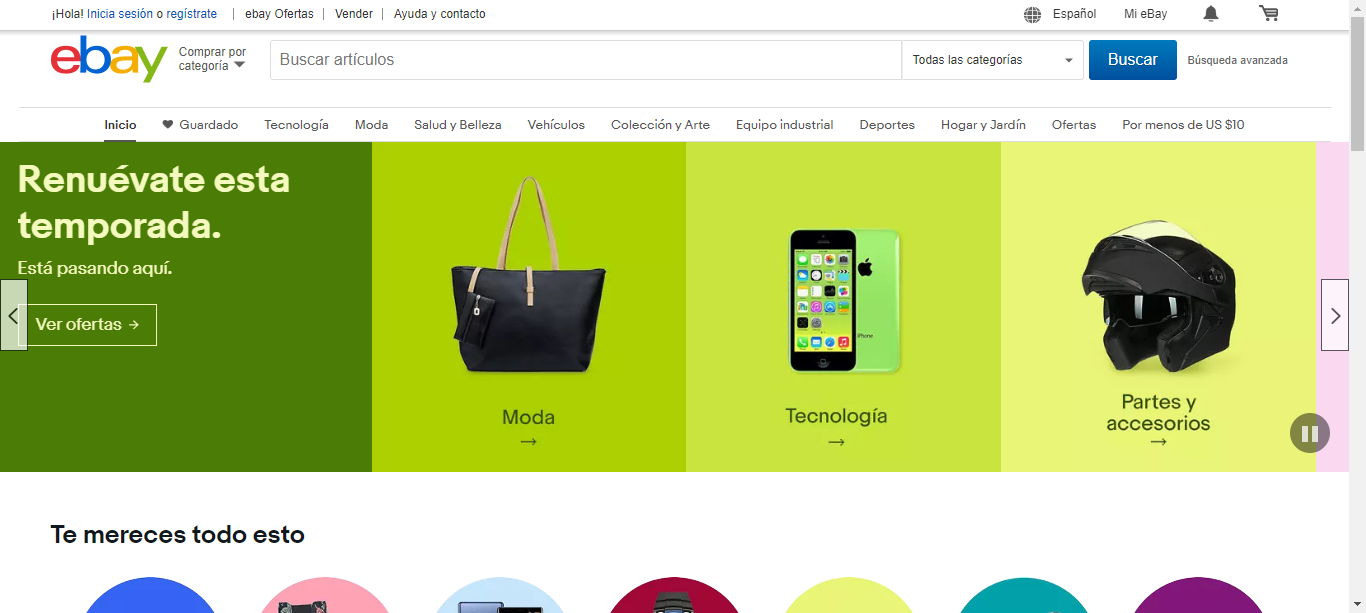 ¡Hola! Inicia sesión o regístrate | ebay Ofertas | Vender | Ayuda y contacto Español Mi eBay
ebay Comprar por categoría Buscar artículos Todas las categorías Buscar Búsqueda avanzada
Inicio Guardado Tecnología Moda Salud y Belleza Vehículos Colección y Arte Equipo industrial Deportes Hogar y Jardín Ofertas Por menos de US $10
Renuévate esta
temporada.
Está pasando aquí.
Ver ofertas →
Moda
→
iPhone
Tecnología
→
Partes y
accesorios
→
Te mereces todo esto